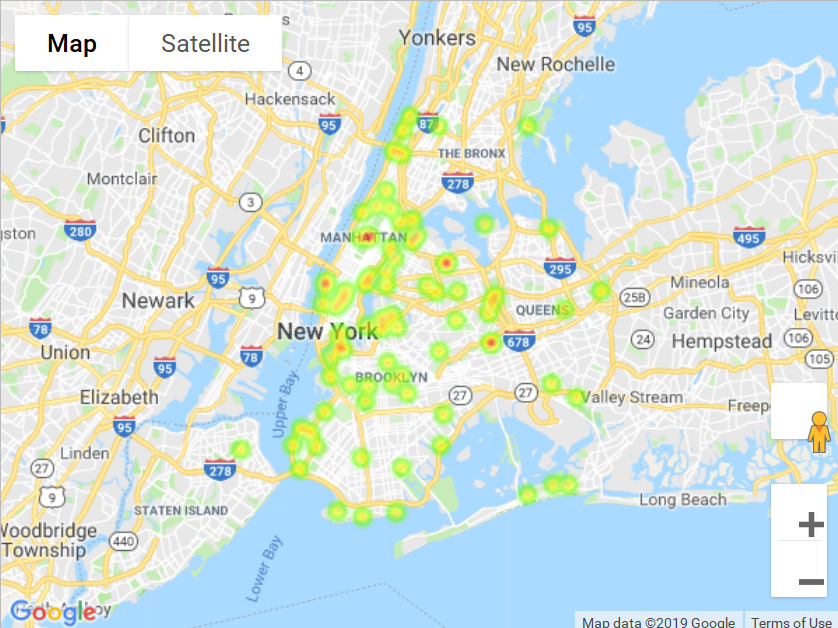 Map
Satellite
Yonkers
95
New Rochelle
4
Hackensack
95
87
Clifton
THE BRONX
Montclair
278
3
280
MANHATTAN
495
gston
Hicksvi
95
295
Mineola
Newark
9
25B
106
QUEENS
Garden City
Levitt
78
New York
678
24
Hempstead
106
Union
78
105
95
BROOKLYN
Elizabeth
27
27
Valley Stream
Freep
Upper Bay
95
Linden
27
278
9
Long Beach
STATEN ISLAND
Woodbridge
Township
440
Lower Bay
Google
Map data ©2019 Google
Terms of Use